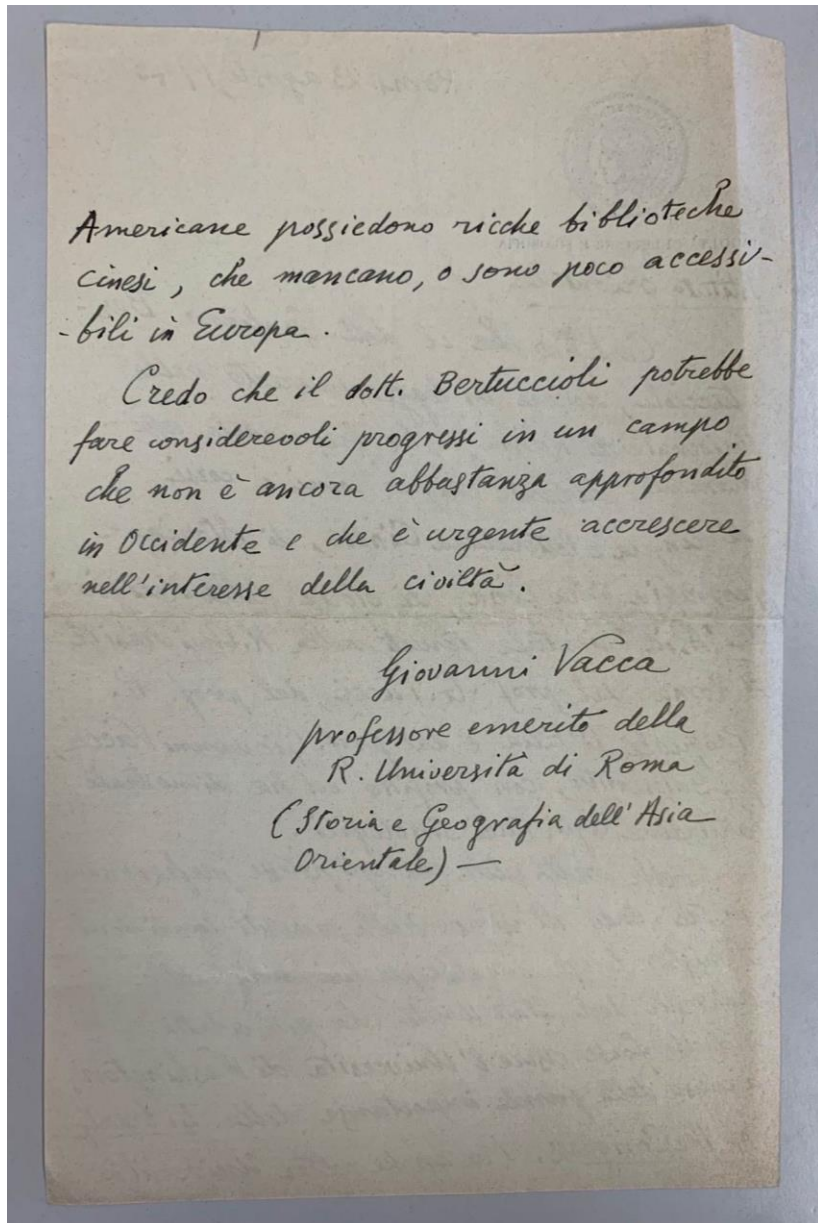 Americane possiedono ricche biblioteche
cinesi, che mancano, o sono poco accessi-
-bili in Europa.
Credo che il dott. Bertuccioli potrebbe
fare considerevoli progressi in un campo
che non è ancora abbastanza approfondito
in Occidente e che è urgente accrescere
nell'interesse della civiltà.
Giovanni Vacca
professore emerito della
R. Università di Roma
(Storia e Geografia dell'Asia
Orientale) —